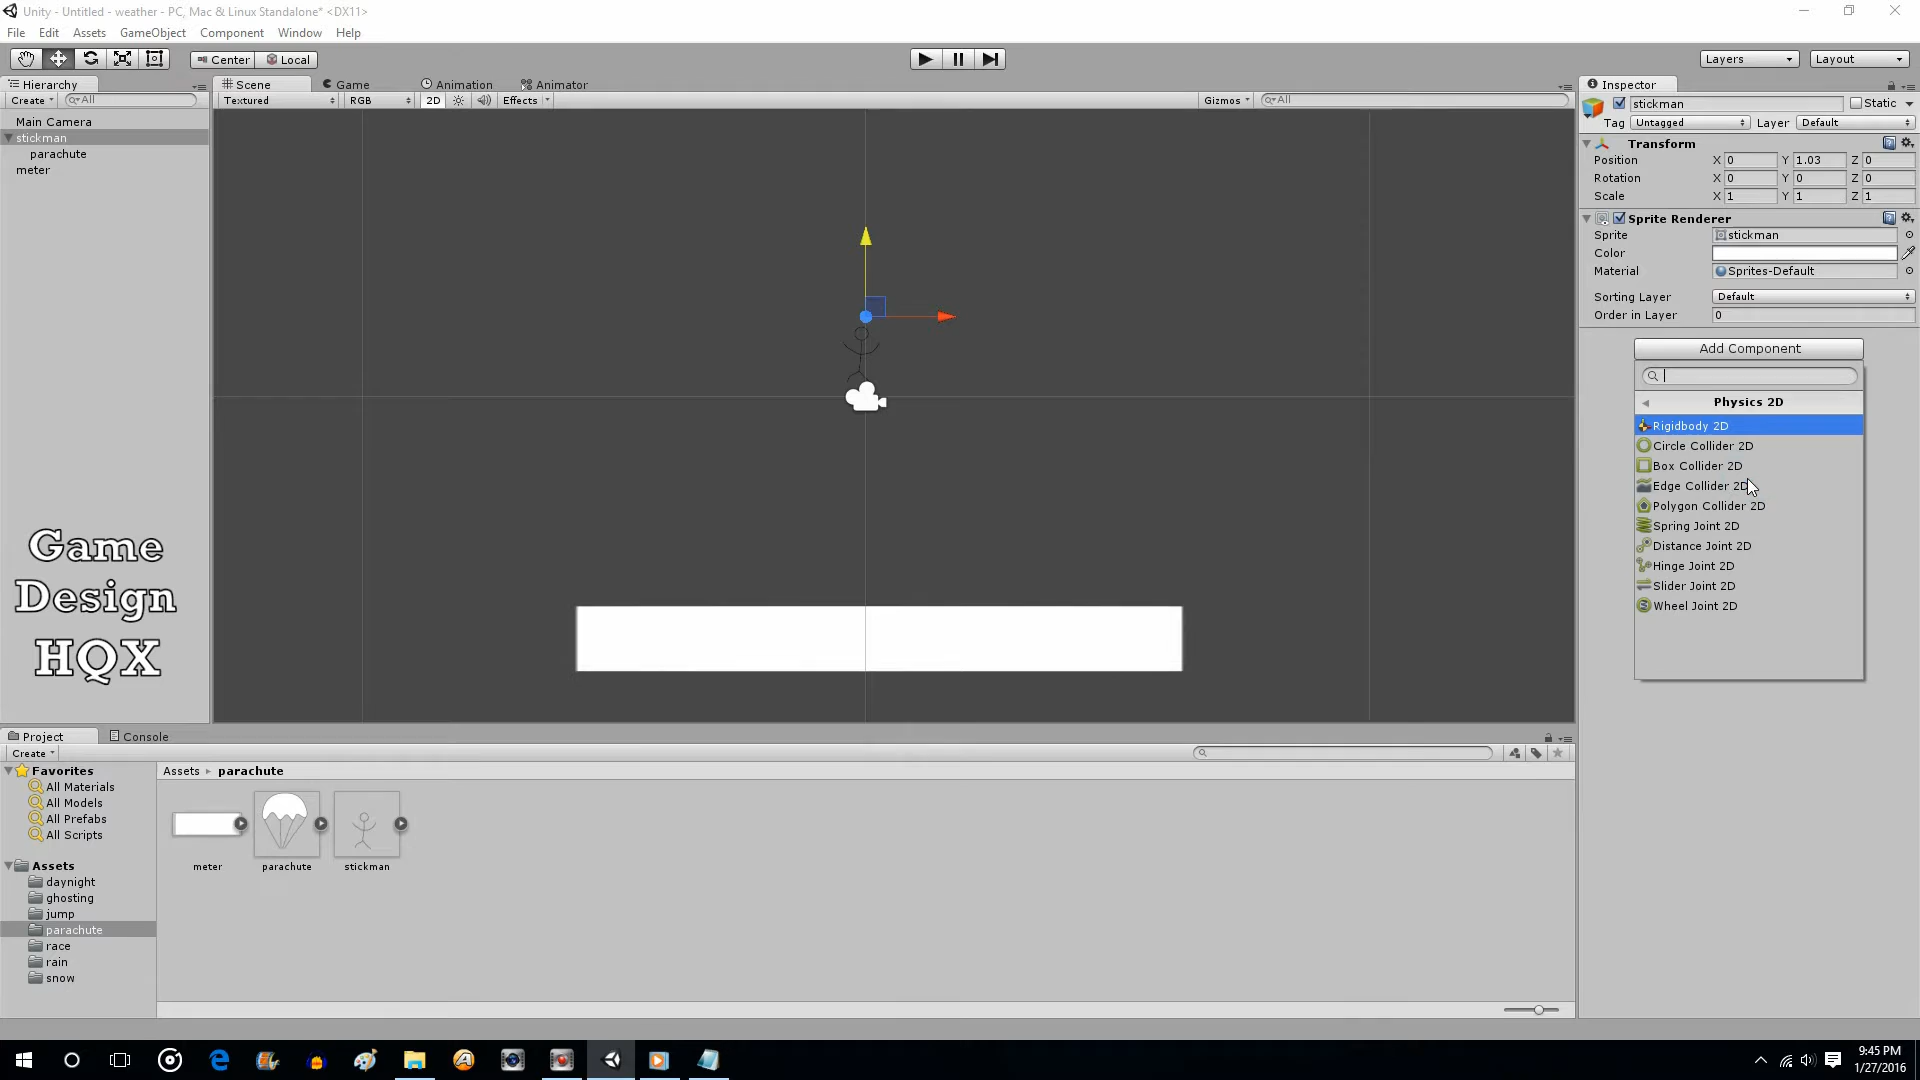 Unity - Untitled - weather - PC, Mac & Linux Standalone* <DX11>
File Edit Assets GameObject Component Window Help
Center Local Layers Layout
Hierarchy
Create All
Main Camera
stickman
parachute
meter
Scene Game Animation Animator
Textured RGB 2D Effects Gizmos All
Inspector
stickman Static
Tag Untagged Layer Default
Transform
Position X 0 Y 1.03 Z 0
Rotation X 0 Y 0 Z 0
Scale X 1 Y 1 Z 1
Sprite Renderer
Sprite stickman
Color
Material Sprites-Default
Sorting Layer Default
Order in Layer 0
Add Component
Physics 2D
Rigidbody 2D
Circle Collider 2D
Box Collider 2D
Edge Collider 2D
Polygon Collider 2D
Spring Joint 2D
Distance Joint 2D
Hinge Joint 2D
Slider Joint 2D
Wheel Joint 2D
Game
Design
HQX
Project Console
Create
Favorites
All Materials
All Models
All Prefabs
All Scripts
Assets
daynight
ghosting
jump
parachute
race
rain
snow
Assets parachute
meter parachute stickman
9:45 PM
1/27/2016